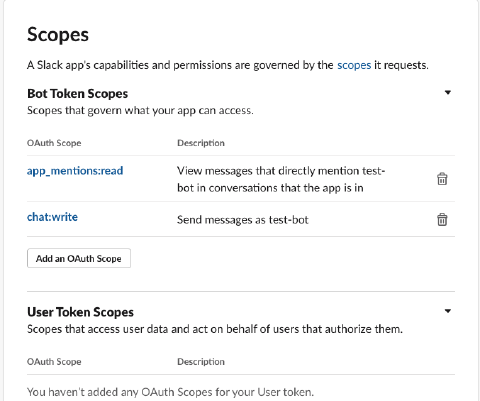 Scopes
A Slack app's capabilities and permissions are governed by the scopes it requests.
Bot Token Scopes
Scopes that govern what your app can access.
OAuth Scope Description
app_mentions:read View messages that directly mention test-
bot in conversations that the app is in
chat:write Send messages as test-bot
Add an OAuth Scope
User Token Scopes
Scopes that access user data and act on behalf of users that authorize them.
OAuth Scope Description
You haven't added any OAuth Scopes for your User token.